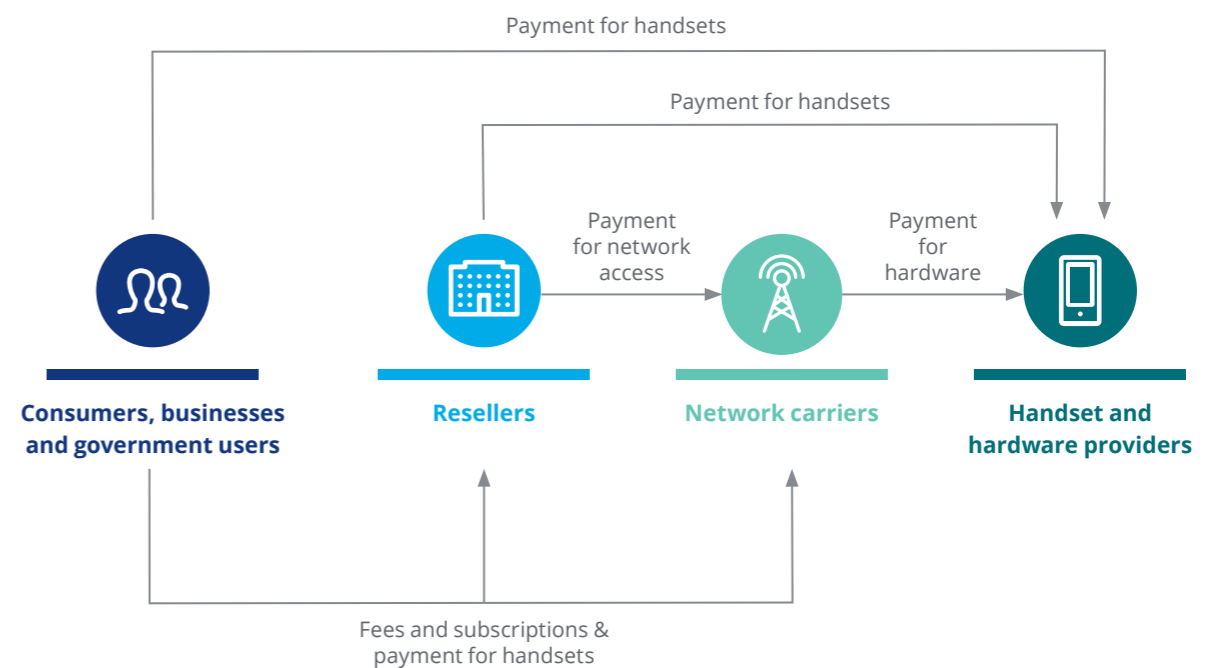 Payment for handsets
Payment for handsets
Payment
for network
access
Payment
for
hardware
Consumers, businesses
and government users
Resellers
Network carriers
Handset and
hardware providers
Fees and subscriptions &
payment for handsets